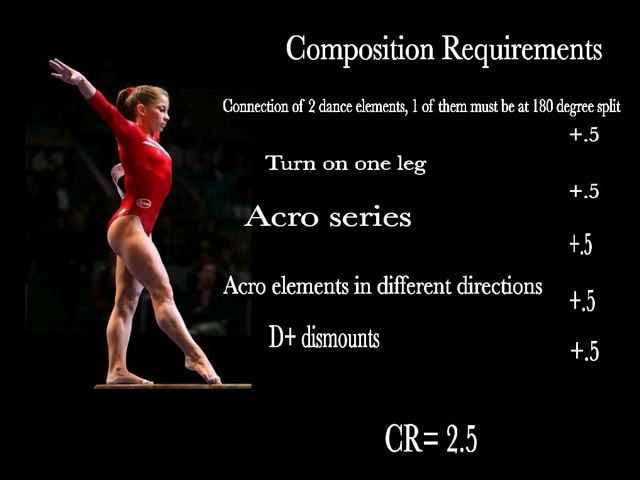 Composition Requirements
Connection of 2 dance elements, 1 of them must be at 180 degree split
+.5
Turn on one leg
+.5
Acro series
+.5
Acro elements in different directions
+.5
D+ dismounts
+.5
CR= 2.5